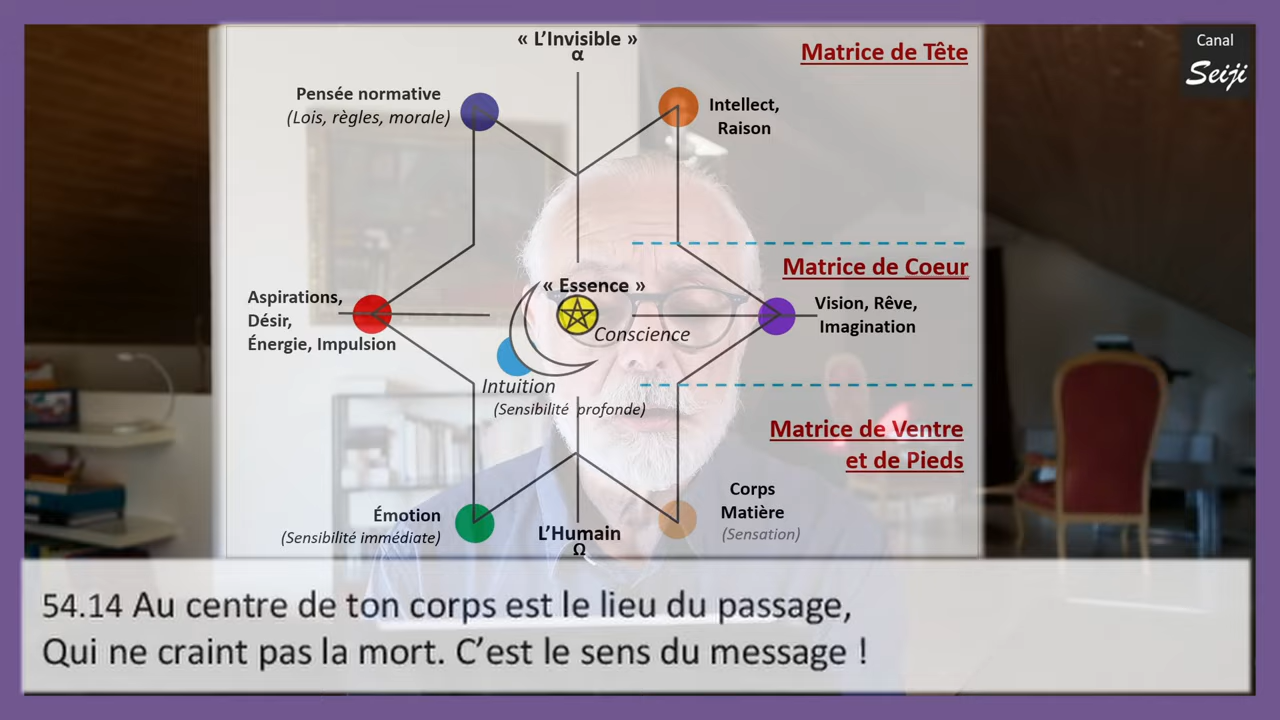 « L'Invisible »
α
Matrice de Tête
Canal
Seiji
Pensée normative
(Lois, règles, morale)
Intellect,
Raison
Matrice de Coeur
« Essence »
Conscience
Aspirations,
Désir,
Énergie, Impulsion
Vision, Rêve,
Imagination
Intuition
(Sensibilité profonde)
Matrice de Ventre
et de Pieds
Corps
Matière
(Sensation)
Émotion
(Sensibilité immédiate)
L'Humain
Ω
54.14 Au centre de ton corps est le lieu du passage,
Qui ne craint pas la mort. C'est le sens du message !